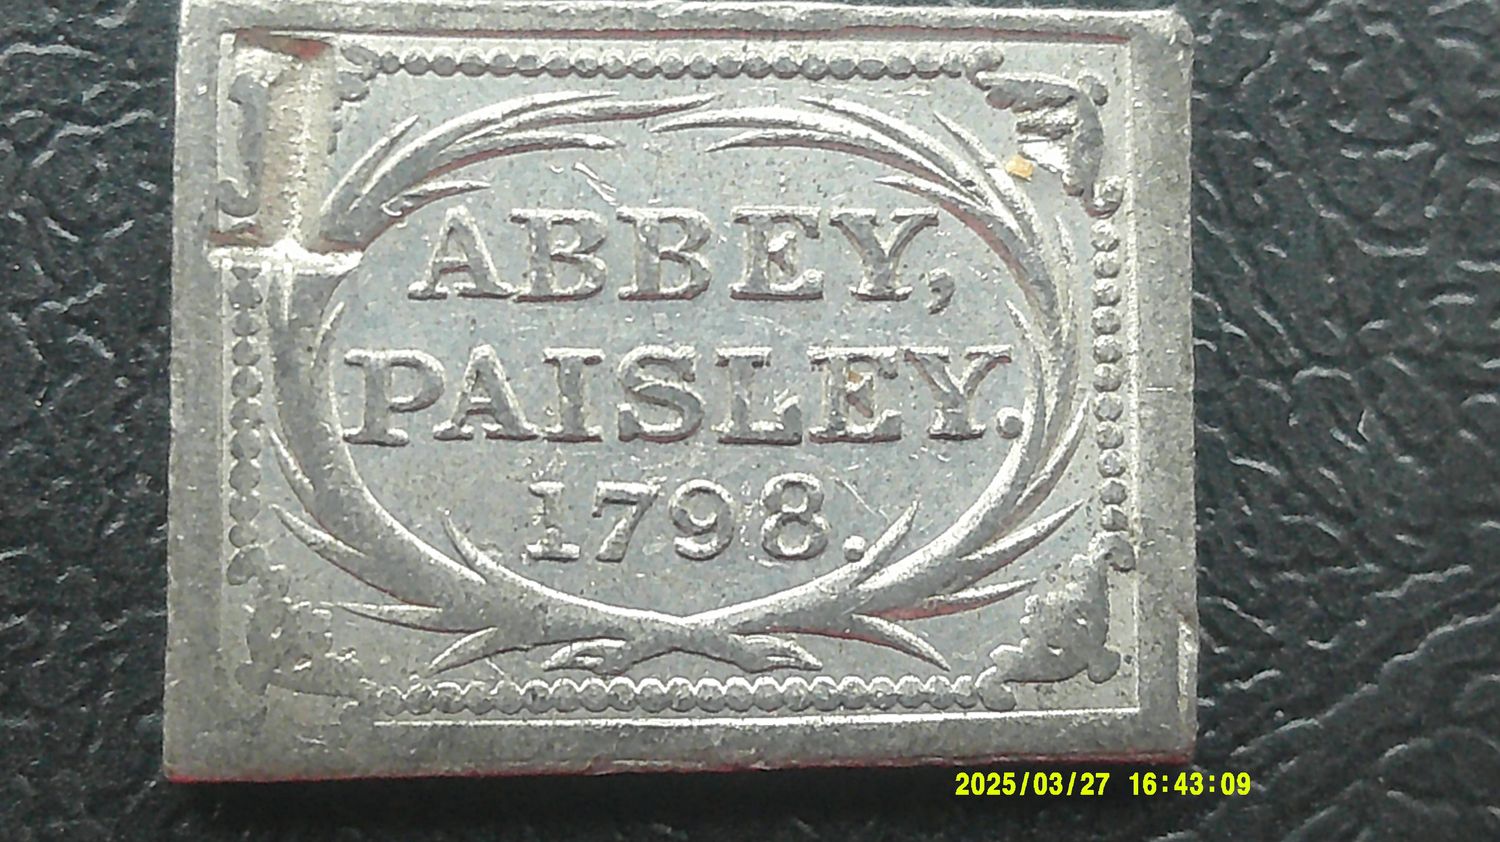 ABBEY,
PAISLEY.
1798.
2025/03/27 16:43:09